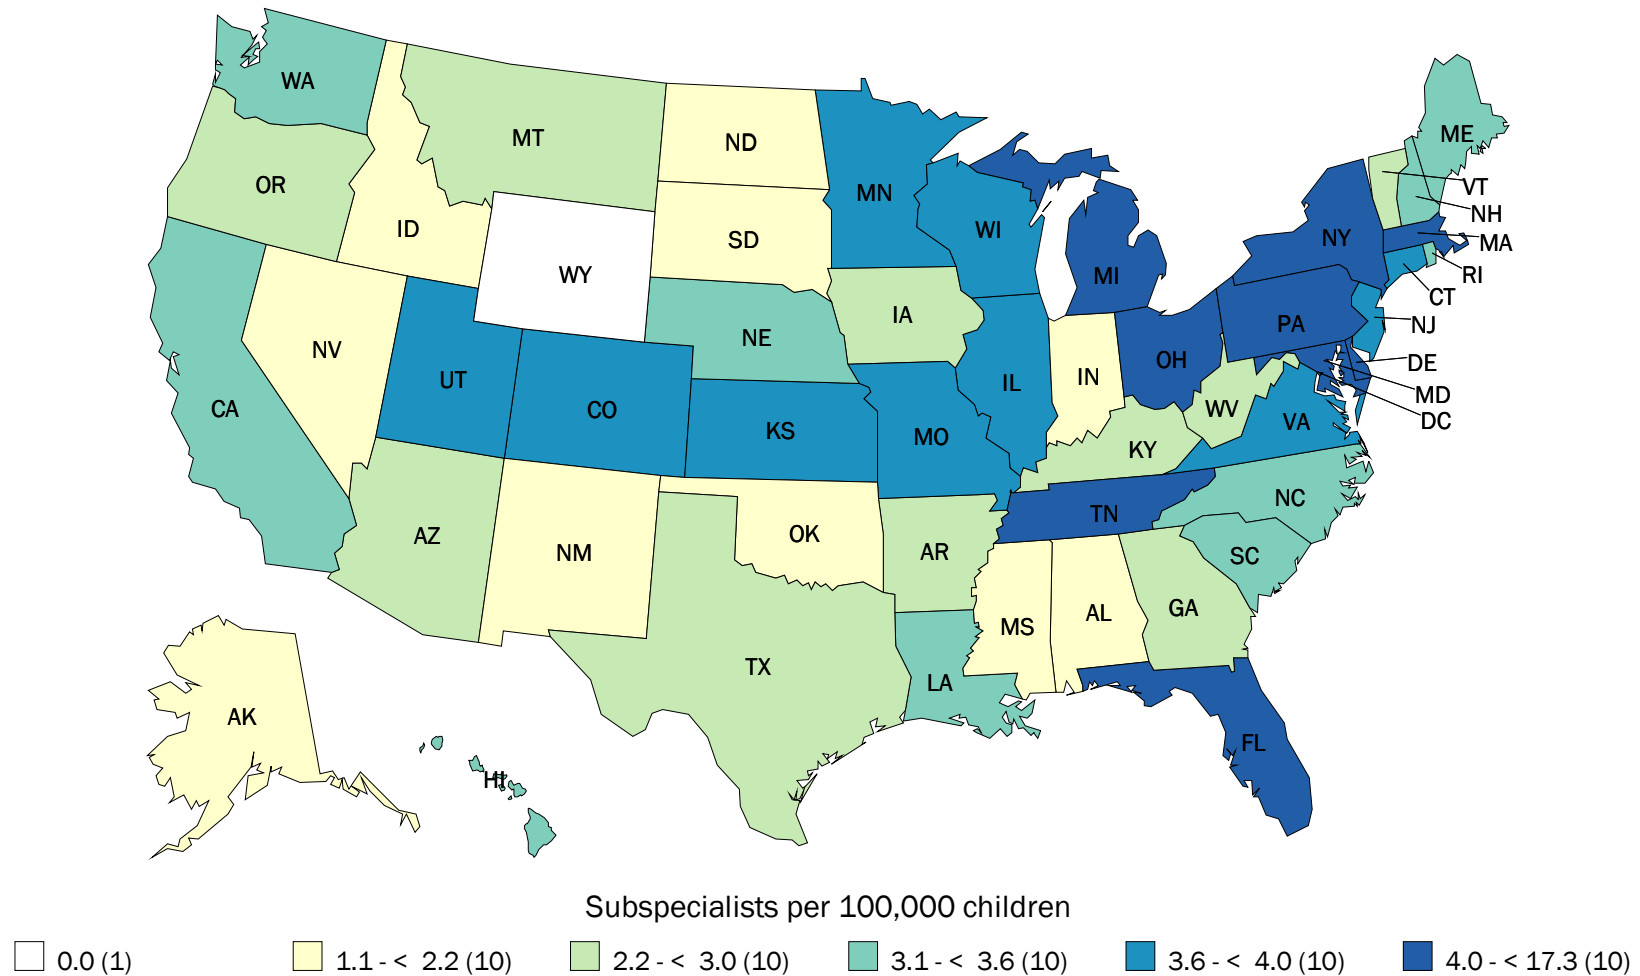 WA
ME
MT
ND
VT
OR
MN
NH
ID
SD
WI
NY
MA
WY
MI
RI
CT
IA
PA
NJ
NE
NV
OH
DE
UT
IL
IN
MD
CO
WV
DC
CA
KS
MO
VA
KY
AZ
NM
OK
TN
NC
AR
SC
MS
AL
GA
TX
LA
AK
FL
HI
Subspecialists per 100,000 children
0.0 (1) 1.1 - < 2.2 (10) 2.2 - < 3.0 (10) 3.1 - < 3.6 (10) 3.6 - < 4.0 (10) 4.0 - < 17.3 (10)